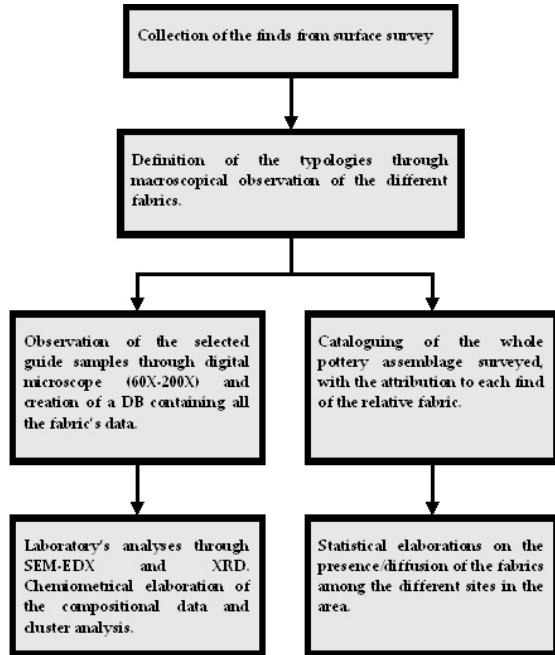 Collection of the finds from surface survey
Definition of the typologies through
macroscopical observation of the different
fabrics.
Observation of the selected
guide samples through digital
microscope (60X-200X) and
creation of a DB containing all
the fabric's data.
Cataloguing of the whole
pottery assemblage surveyed,
with the attribution to each find
of the relative fabric.
Laboratory's analyses through
SEM-EDX and XRD.
Chemiometrical elaboration of
the compositional data and
cluster analysis.
Statistical elaborations on the
presence/diffusion of the fabrics
among the different sites in the
area.